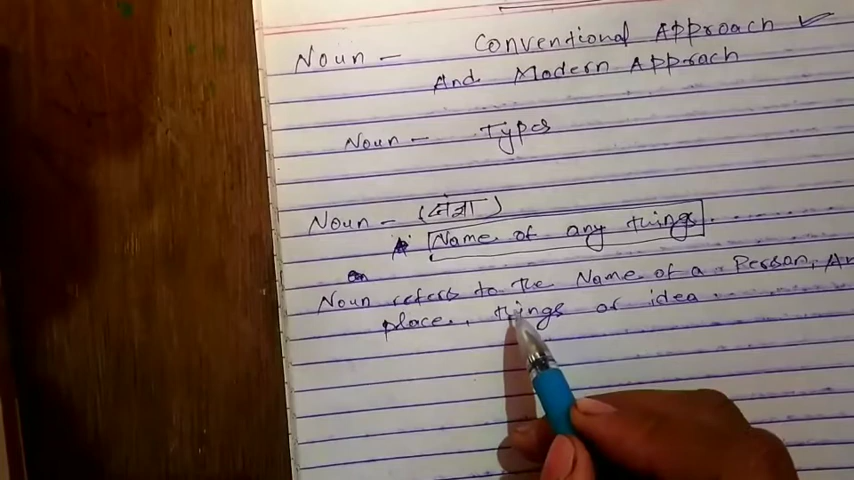 Noun - Conventional Approach ✓
And Modern Approach
Noun - Types
Noun - (संज्ञा)
Name of any things.........
Noun refers to the Name of a Person, An
place, things or idea.........